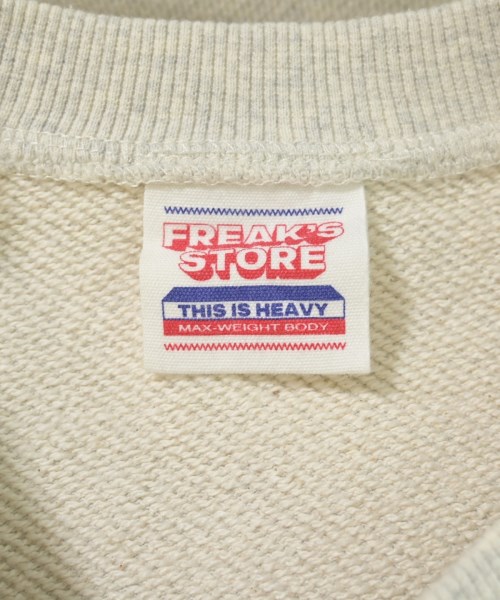 FREAK'S
STORE
THIS IS HEAVY
MAX-WEIGHT BODY